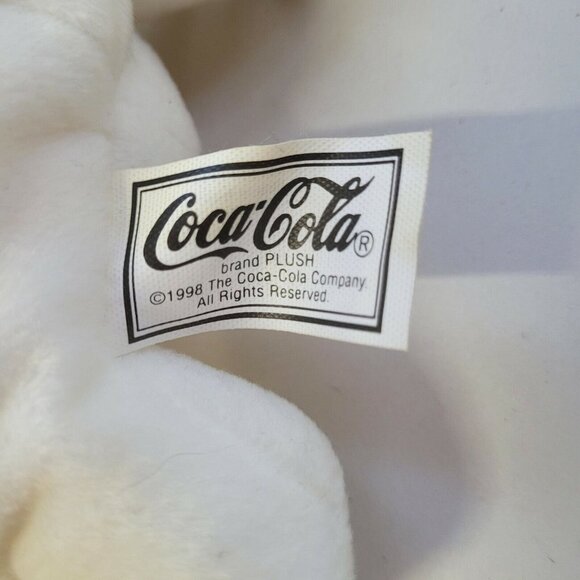 Coca-Cola®
brand PLUSH
©1998 The Coca-Cola Company.
All Rights Reserved.